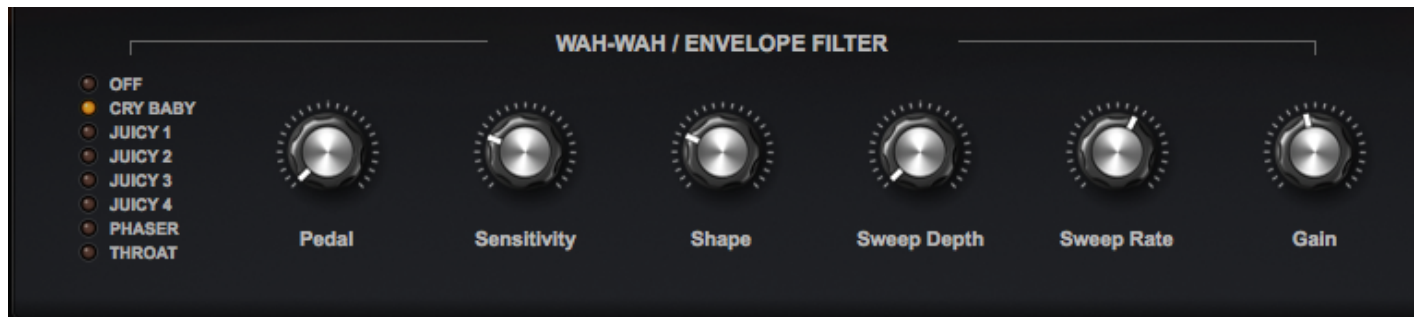 WAH-WAH / ENVELOPE FILTER
OFF
CRY BABY
JUICY 1
JUICY 2
JUICY 3
JUICY 4
PHASER
THROAT
Pedal Sensitivity Shape Sweep Depth Sweep Rate Gain